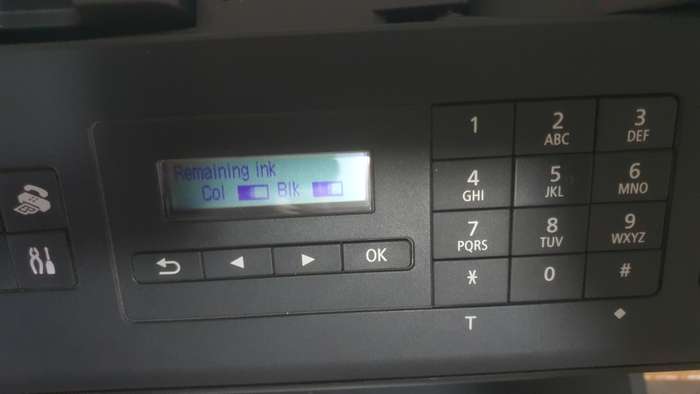 Remaining ink
Col Blk
OK
1
2
ABC
3
DEF
4
GHI
5
JKL
6
MNO
7
PQRS
8
TUV
9
WXYZ
*
0
#
T